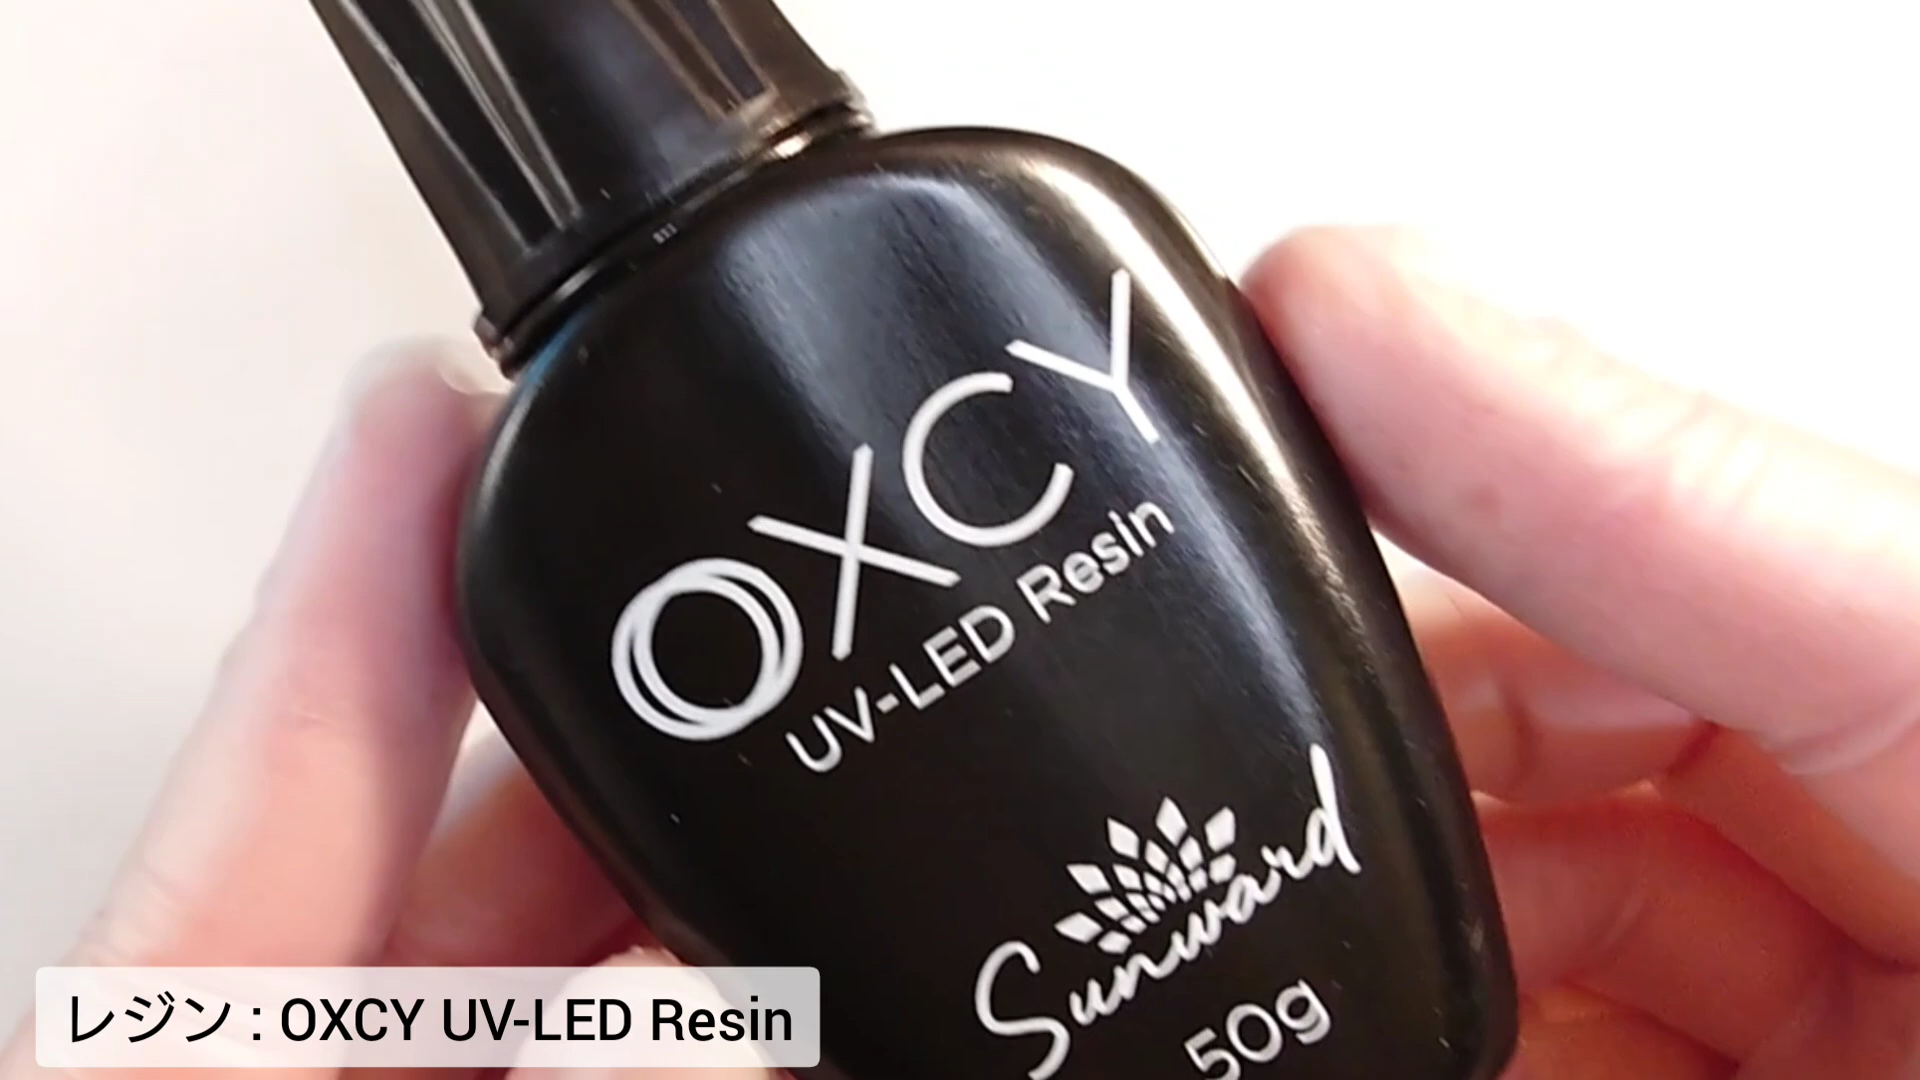 OXCY
UV-LED Resin
Sunward
50g
レジン : OXCY UV-LED Resin